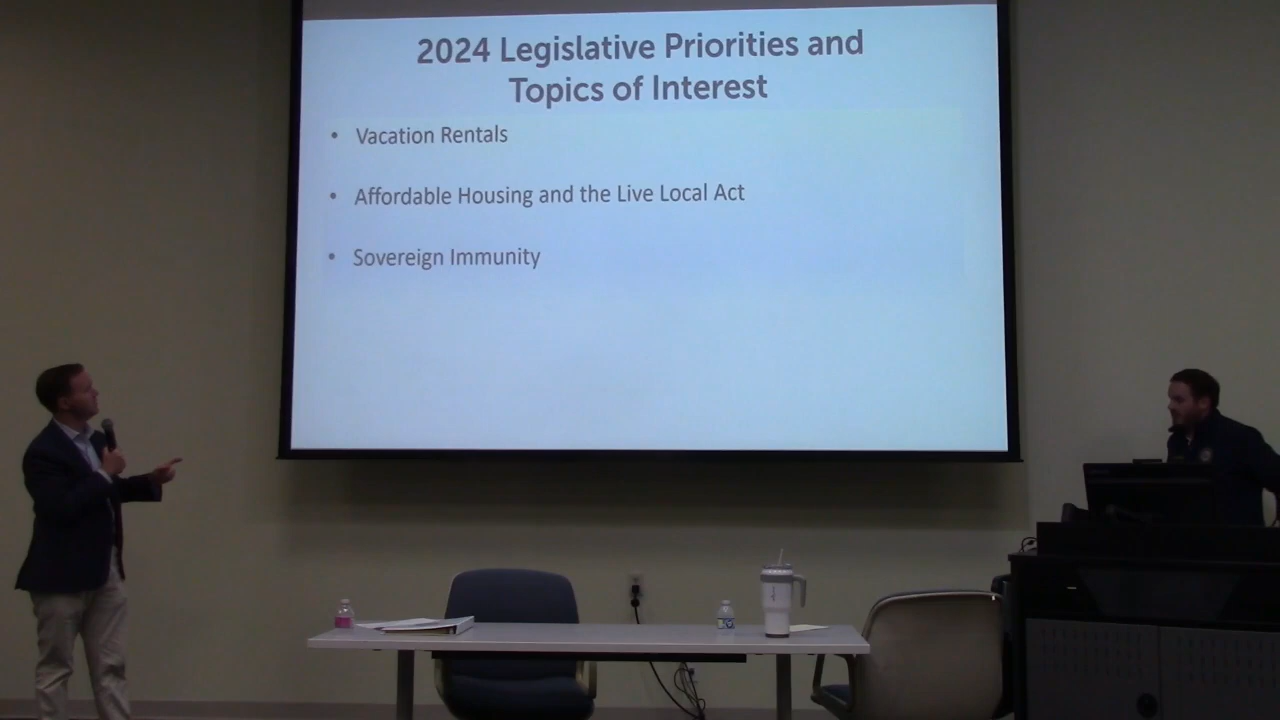 2024 Legislative Priorities and
Topics of Interest
• Vacation Rentals
• Affordable Housing and the Live Local Act
• Sovereign Immunity